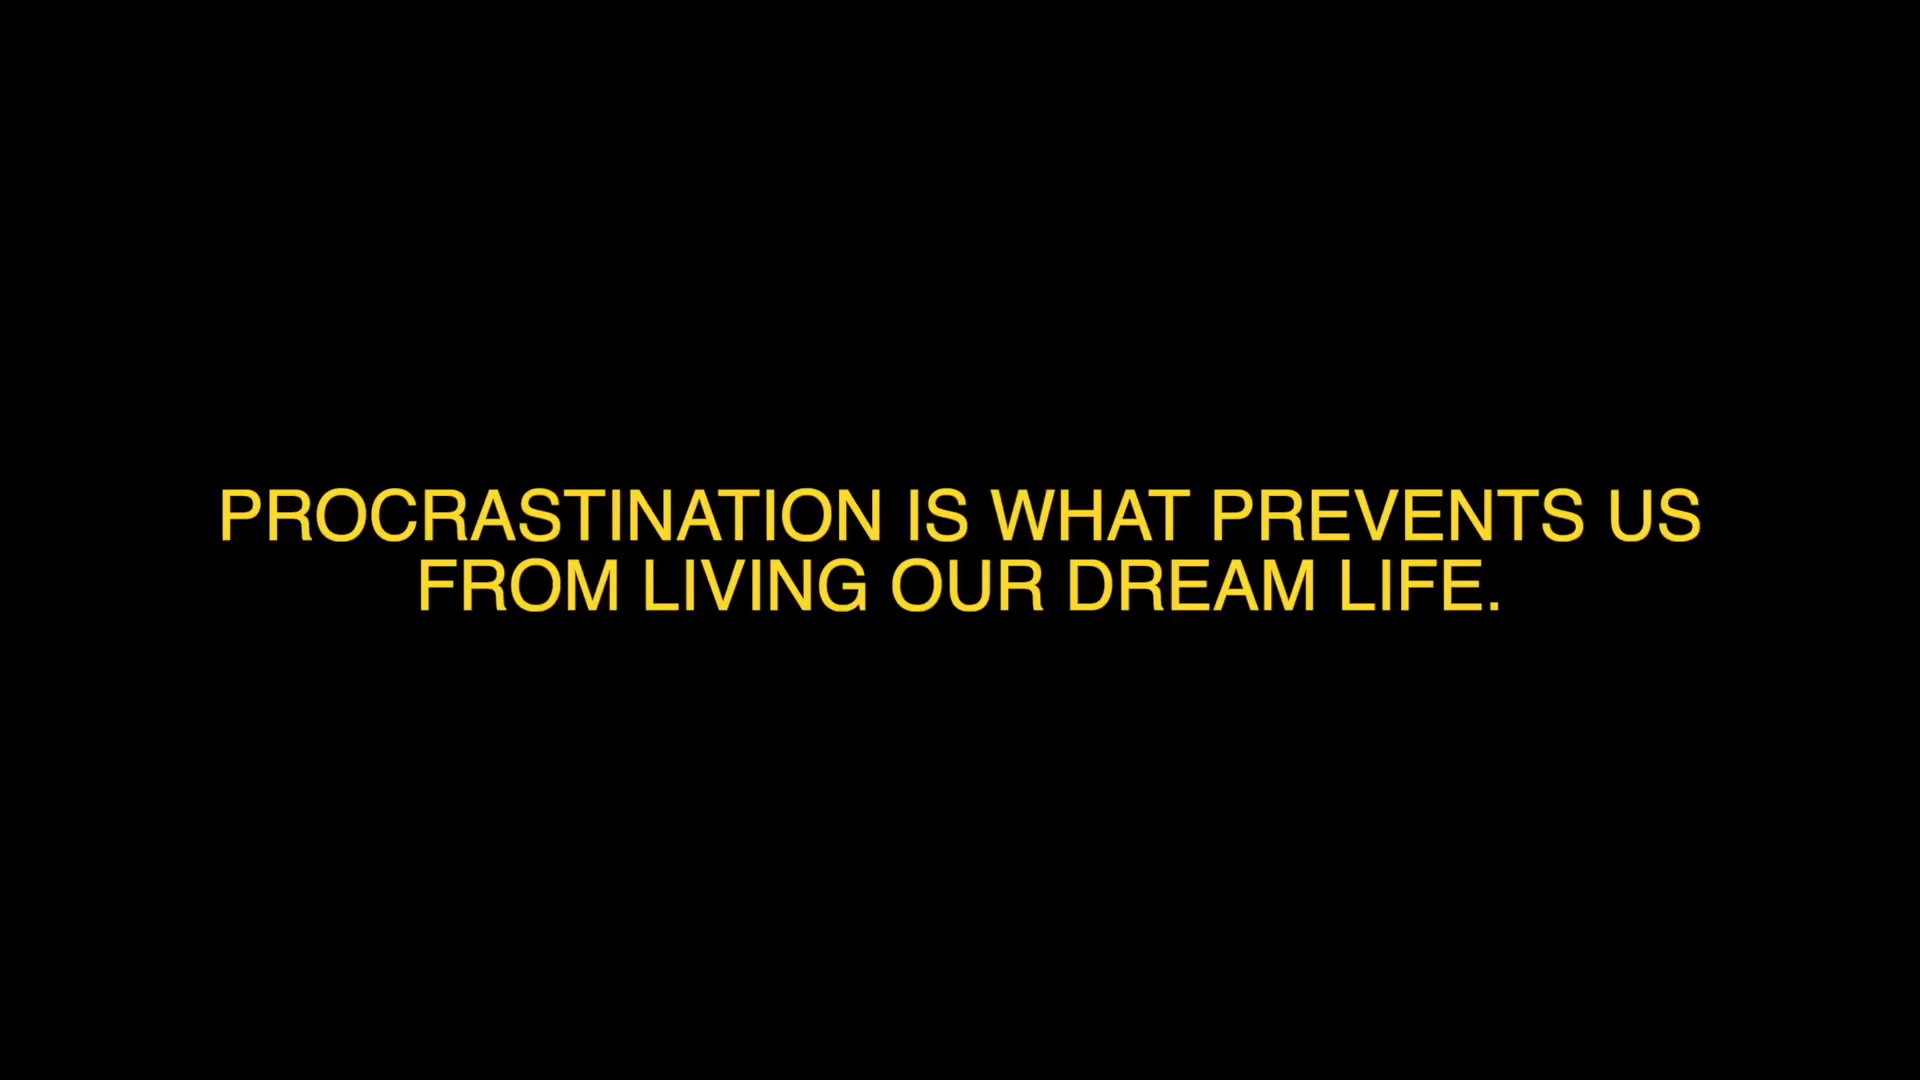 PROCRASTINATION IS WHAT PREVENTS US
FROM LIVING OUR DREAM LIFE.